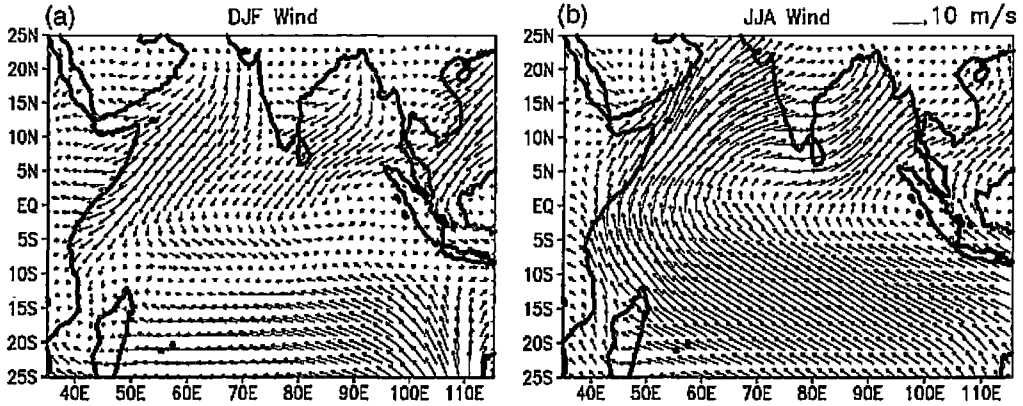 (a) DJF Wind
(b) JJA Wind 10 m/s
25N 25N
20N 20N
15N 15N
10N 10N
5N 5N
EQ EQ
5S 5S
10S 10S
15S 15S
20S 20S
25S 25S
40E 50E 60E 70E 80E 90E 100E 110E
40E 50E 60E 70E 80E 90E 100E 110E